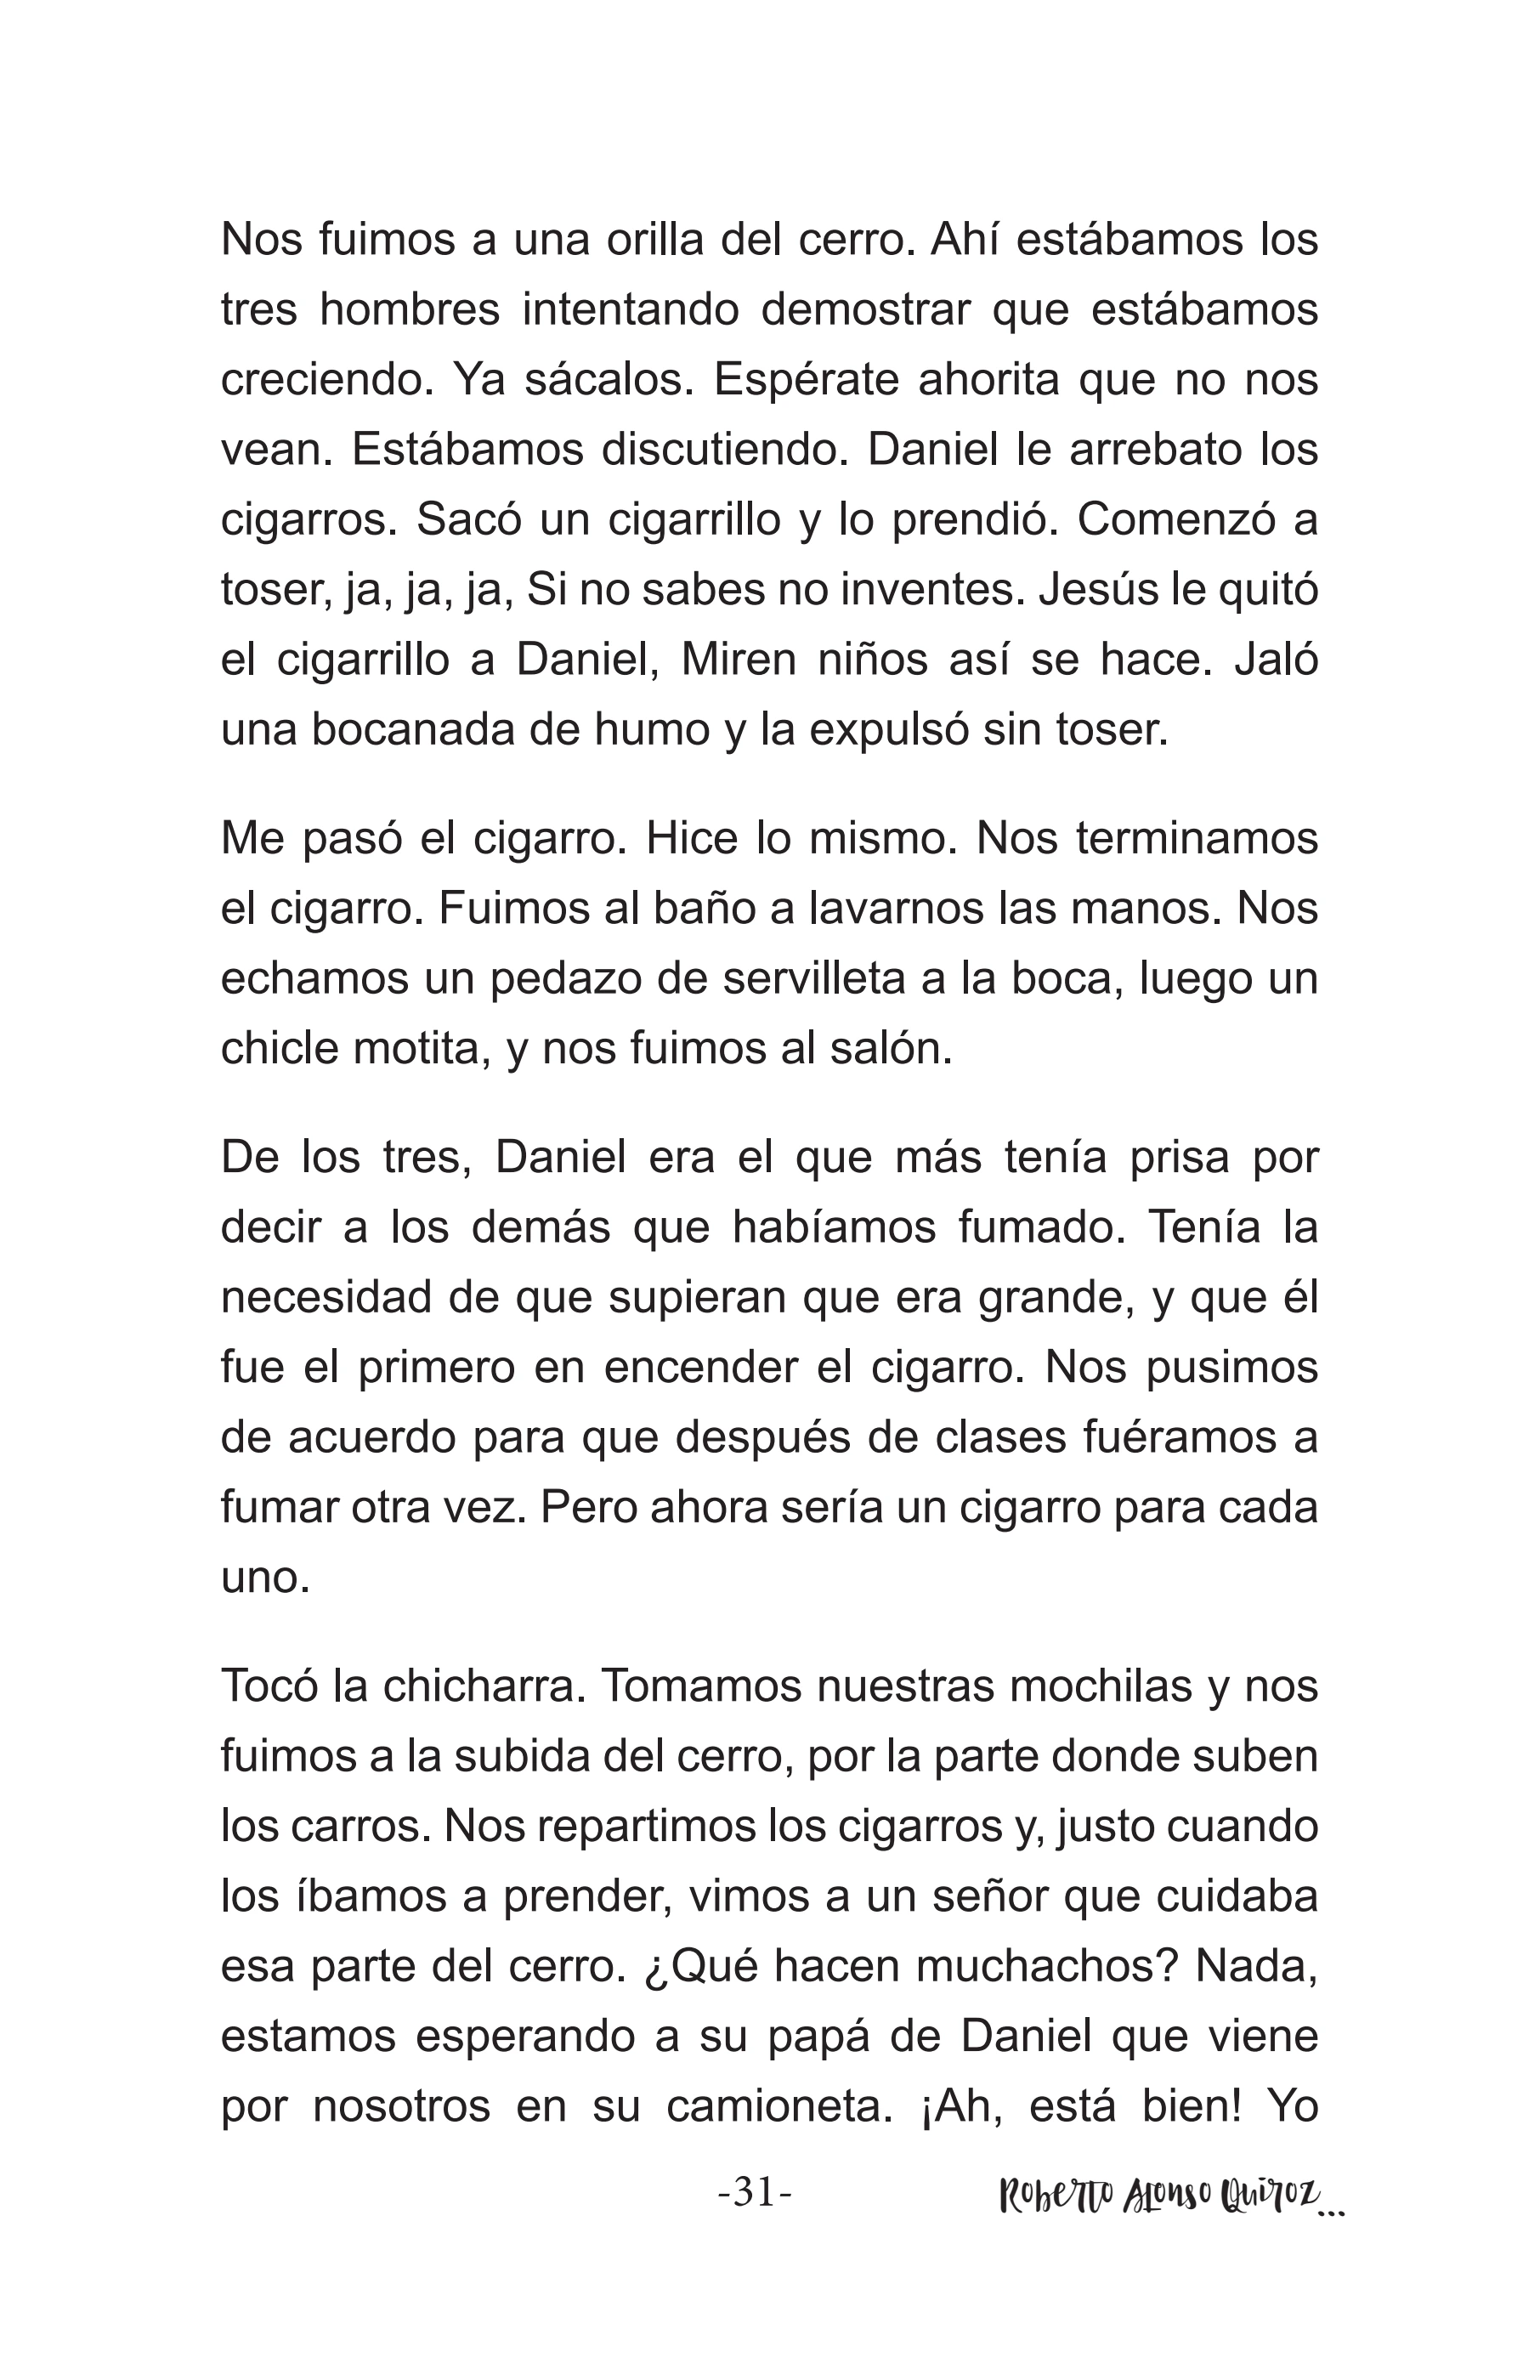 Nos fuimos a una orilla del cerro. Ahí estábamos los
tres hombres intentando demostrar que estábamos
creciendo. Ya sácalos. Espérate ahorita que no nos
vean. Estábamos discutiendo. Daniel le arrebato los
cigarros. Sacó un cigarrillo y lo prendió. Comenzó a
toser, ja, ja, ja, Si no sabes no inventes. Jesús le quitó
el cigarrillo a Daniel, Miren niños así se hace. Jaló
una bocanada de humo y la expulsó sin toser.
Me pasó el cigarro. Hice lo mismo. Nos terminamos
el cigarro. Fuimos al baño a lavarnos las manos. Nos
echamos un pedazo de servilleta a la boca, luego un
chicle motita, y nos fuimos al salón.
De los tres, Daniel era el que más tenía prisa por
decir a los demás que habíamos fumado. Tenía la
necesidad de que supieran que era grande, y que él
fue el primero en encender el cigarro. Nos pusimos
de acuerdo para que después de clases fuéramos a
fumar otra vez. Pero ahora sería un cigarro para cada
uno.
Tocó la chicharra. Tomamos nuestras mochilas y nos
fuimos a la subida del cerro, por la parte donde suben
los carros. Nos repartimos los cigarros y, justo cuando
los íbamos a prender, vimos a un señor que cuidaba
esa parte del cerro. ¿Qué hacen muchachos? Nada,
estamos esperando a su papá de Daniel que viene
por nosotros en su camioneta. ¡Ah, está bien! Yo
-31-
Roberto Alonso Quiroz...